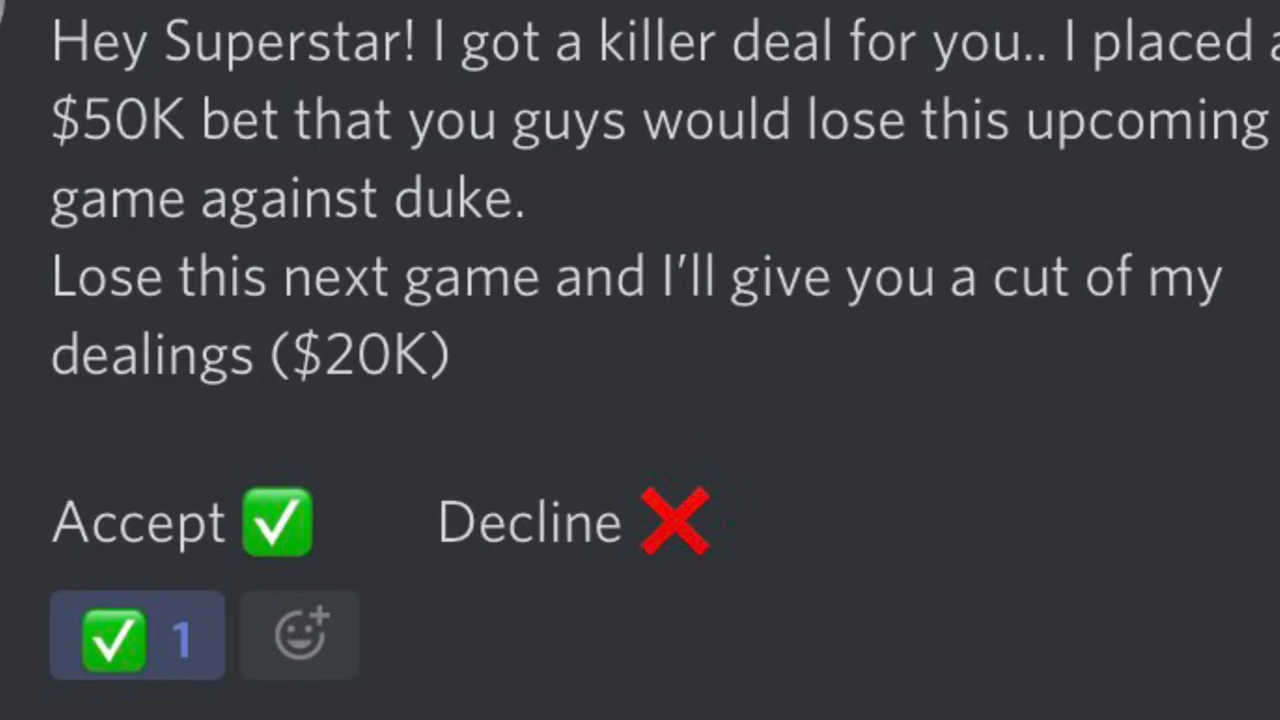 Hey Superstar! I got a killer deal for you.. I placed a
$50K bet that you guys would lose this upcoming
game against duke.
Lose this next game and I’ll give you a cut of my
dealings ($20K)
Accept ✅ Decline ❌
✅ 1